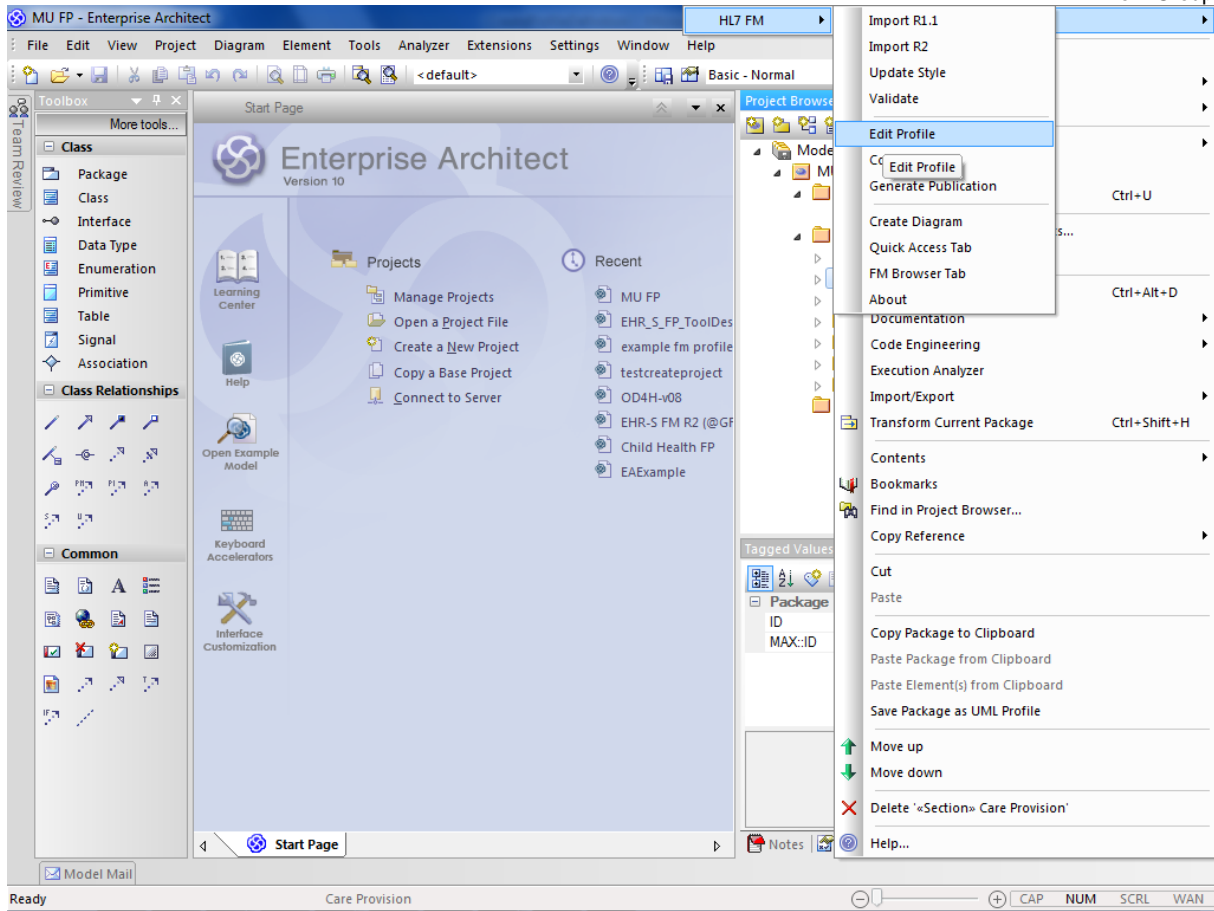 MU FP - Enterprise Architect
HL7 FM
File Edit View Project Diagram Element Tools Analyzer Extensions Settings Window Help
<default>
Basic - Normal
Team Review
Toolbox
More tools...
Class
Package
Class
Interface
Data Type
Enumeration
Primitive
Table
Signal
Association
Class Relationships
Common
Start Page
Enterprise Architect
Version 10
Learning
Center
Help
Open Example
Model
Keyboard
Accelerators
Interface
Customization
Projects
Manage Projects
Open a Project File
Create a New Project
Copy a Base Project
Connect to Server
Recent
MU FP
EHR_S_FP_ToolDes
example fm profile
testcreateproject
OD4H-v08
EHR-S FM R2 (@GF
Child Health FP
EAExample
Project Browse
Mode
Import R1.1
Import R2
Update Style
Validate
Edit Profile
Edit Profile
Generate Publication
Create Diagram
Quick Access Tab
FM Browser Tab
About
Ctrl+U
Ctrl+Alt+D
Documentation
Code Engineering
Execution Analyzer
Import/Export
Transform Current Package Ctrl+Shift+H
Contents
Bookmarks
Find in Project Browser...
Copy Reference
Cut
Paste
Copy Package to Clipboard
Paste Package from Clipboard
Paste Element(s) from Clipboard
Save Package as UML Profile
Move up
Move down
Delete '«Section» Care Provision'
Help...
Tagged Values
Package
ID
MAX::ID
Notes
Start Page
Model Mail
Ready
Care Provision
CAP NUM SCRL WAN